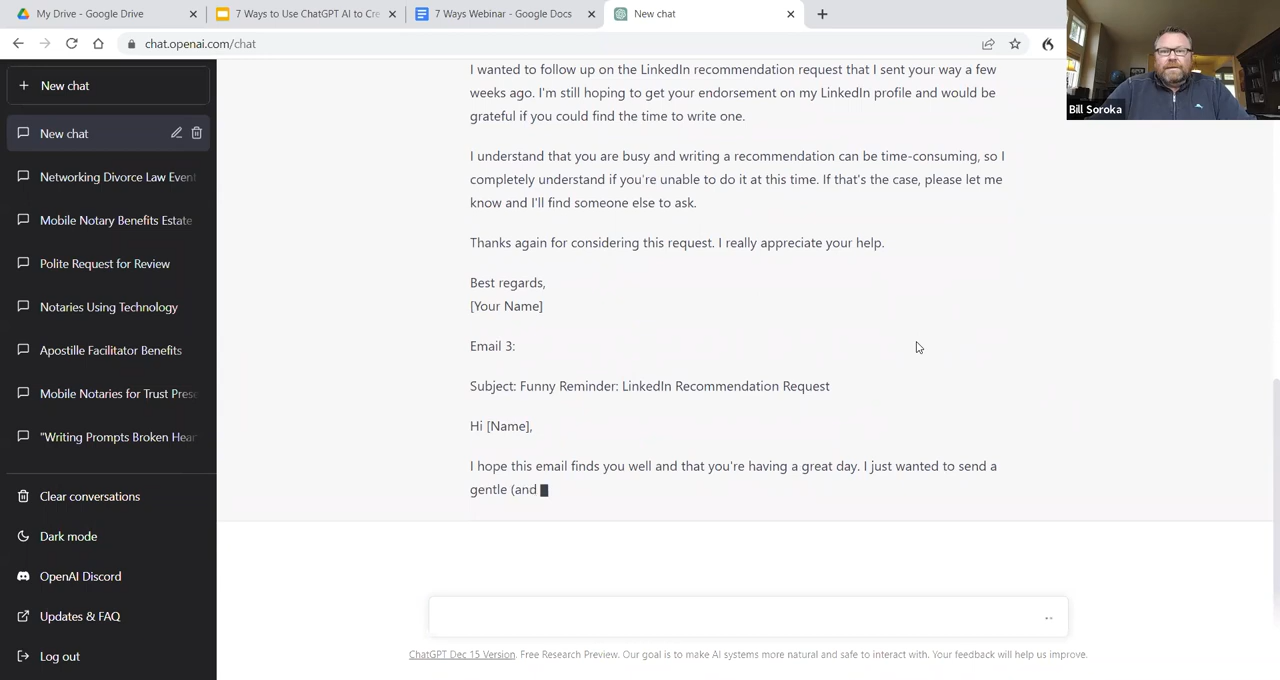 My Drive - Google Drive
7 Ways to Use ChatGPT AI to Cre
7 Ways Webinar - Google Docs
New chat
chat.openai.com/chat
Bill Soroka
New chat
New chat
Networking Divorce Law Even
Mobile Notary Benefits Estate
Polite Request for Review
Notaries Using Technology
Apostille Facilitator Benefits
Mobile Notaries for Trust Pres
"Writing Prompts Broken Hear
Clear conversations
Dark mode
OpenAI Discord
Updates & FAQ
Log out
I wanted to follow up on the LinkedIn recommendation request that I sent your way a few
weeks ago. I'm still hoping to get your endorsement on my LinkedIn profile and would be
grateful if you could find the time to write one.
I understand that you are busy and writing a recommendation can be time-consuming, so I
completely understand if you're unable to do it at this time. If that's the case, please let me
know and I'll find someone else to ask.
Thanks again for considering this request. I really appreciate your help.
Best regards,
[Your Name]
Email 3:
Subject: Funny Reminder: LinkedIn Recommendation Request
Hi [Name],
I hope this email finds you well and that you're having a great day. I just wanted to send a
gentle (and
ChatGPT Dec 15 Version. Free Research Preview. Our goal is to make AI systems more natural and safe to interact with. Your feedback will help us improve.